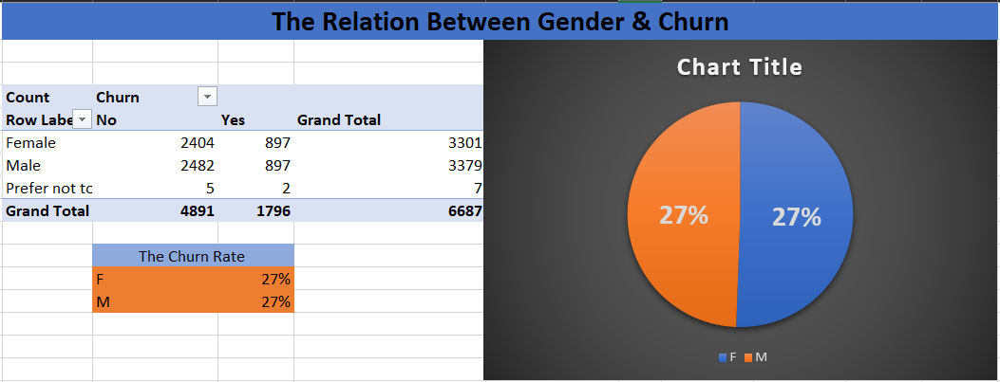 The Relation Between Gender & Churn
Count Churn
Row Labe No Yes Grand Total
Female 2404 897 3301
Male 2482 897 3379
Prefer not to 5 2 7
Grand Total 4891 1796 6687
The Churn Rate
F 27%
M 27%
Chart Title
27% 27%
F M